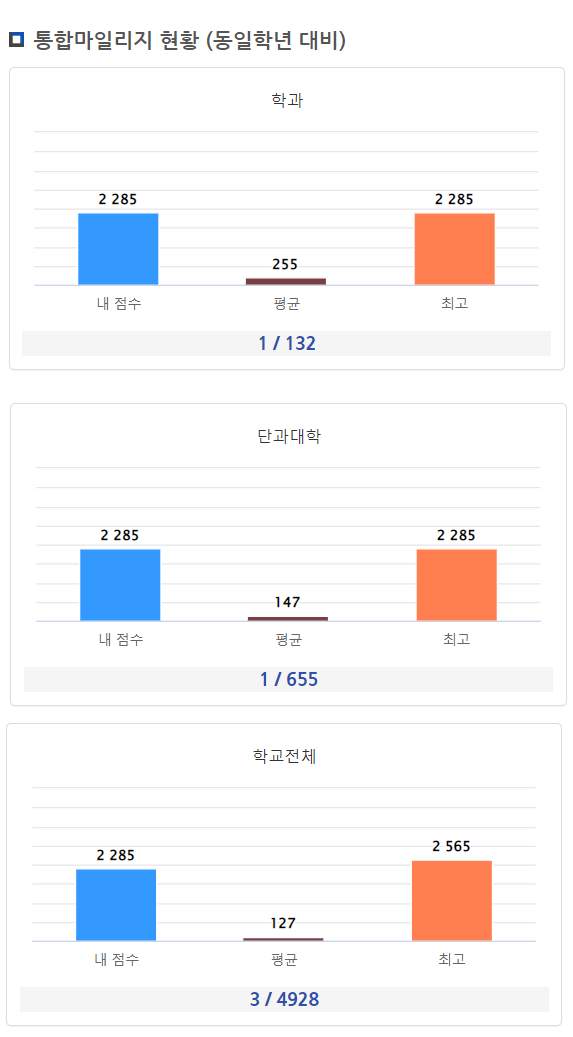 통합마일리지 현황 (동일학년 대비)
학과
2 285 255 2 285
내 점수 평균 최고
1 / 132
단과대학
2 285 147 2 285
내 점수 평균 최고
1 / 655
학교전체
2 285 127 2 565
내 점수 평균 최고
3 / 4928